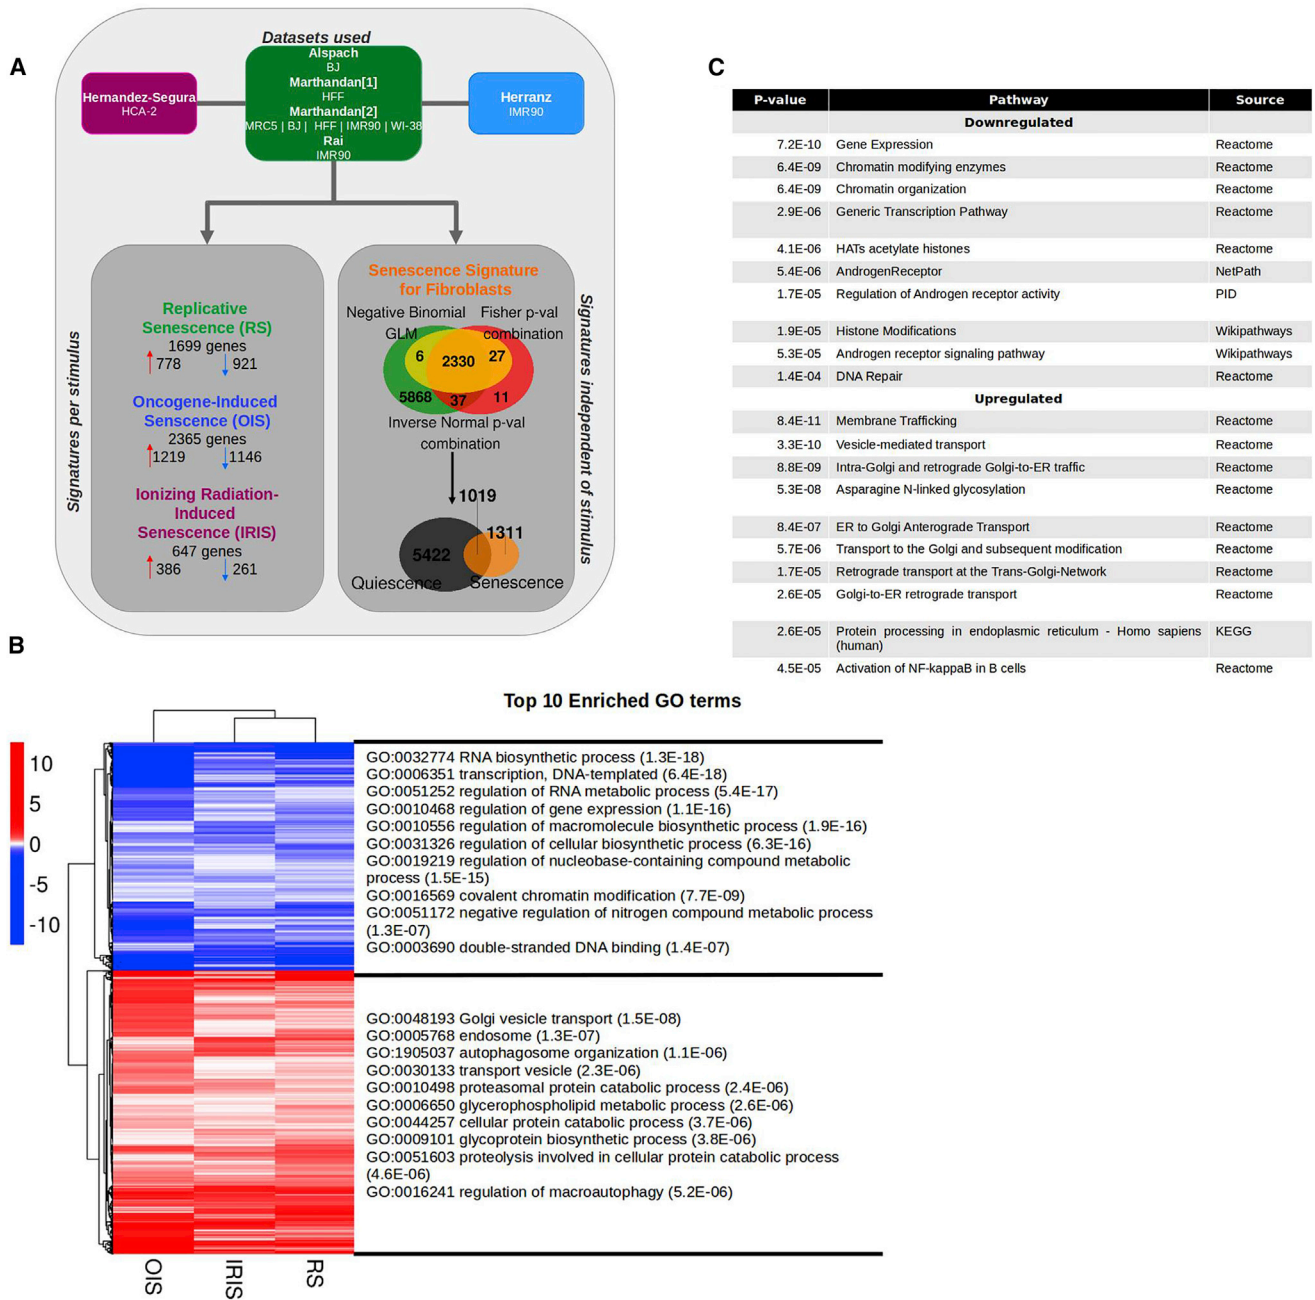 A
Datasets used
Hernandez-Segura
HCA-2
Alspach
BJ
Marthandan[1]
HFF
Marthandan[2]
MRC5 | BJ | HFF | IMR90 | WI-38
Rai
IMR90
Herranz
IMR90
Signatures per stimulus
Replicative
Senescence (RS)
1699 genes
778 921
Oncogene-Induced
Senscence (OIS)
2365 genes
1219 1146
Ionizing Radiation-
Induced
Senescence (IRIS)
647 genes
386 261
Senescence Signature
for Fibroblasts
Negative Binomial
GLM
Fisher p-val
combination
6 2330 27
5868 37 11
Inverse Normal p-val
combination
1019
1311
5422
Quiescence Senescence
Signatures independent of stimulus
C
P-value Pathway Source
Downregulated
7.2E-10 Gene Expression Reactome
6.4E-09 Chromatin modifying enzymes Reactome
6.4E-09 Chromatin organization Reactome
2.9E-06 Generic Transcription Pathway Reactome
4.1E-06 HATs acetylate histones Reactome
5.4E-06 AndrogenReceptor NetPath
1.7E-05 Regulation of Androgen receptor activity PID
1.9E-05 Histone Modifications Wikipathways
5.3E-05 Androgen receptor signaling pathway Wikipathways
1.4E-04 DNA Repair Reactome
Upregulated
8.4E-11 Membrane Trafficking Reactome
3.3E-10 Vesicle-mediated transport Reactome
8.8E-09 Intra-Golgi and retrograde Golgi-to-ER traffic Reactome
5.3E-08 Asparagine N-linked glycosylation Reactome
8.4E-07 ER to Golgi Anterograde Transport Reactome
5.7E-06 Transport to the Golgi and subsequent modification Reactome
1.7E-05 Retrograde transport at the Trans-Golgi-Network Reactome
2.6E-05 Golgi-to-ER retrograde transport Reactome
2.6E-05 Protein processing in endoplasmic reticulum - Homo sapiens KEGG
(human)
4.5E-05 Activation of NF-kappaB in B cells Reactome
B
Top 10 Enriched GO terms
10
5
0
-5
-10
GO:0032774 RNA biosynthetic process (1.3E-18)
GO:0006351 transcription, DNA-templated (6.4E-18)
GO:0051252 regulation of RNA metabolic process (5.4E-17)
GO:0010468 regulation of gene expression (1.1E-16)
GO:0010556 regulation of macromolecule biosynthetic process (1.9E-16)
GO:0031326 regulation of cellular biosynthetic process (6.3E-16)
GO:0019219 regulation of nucleobase-containing compound metabolic
process (1.5E-15)
GO:0016569 covalent chromatin modification (7.7E-09)
GO:0051172 negative regulation of nitrogen compound metabolic process
(1.3E-07)
GO:0003690 double-stranded DNA binding (1.4E-07)
GO:0048193 Golgi vesicle transport (1.5E-08)
GO:0005768 endosome (1.3E-07)
GO:1905037 autophagosome organization (1.1E-06)
GO:0030133 transport vesicle (2.3E-06)
GO:0010498 proteasomal protein catabolic process (2.4E-06)
GO:0006650 glycerophospholipid metabolic process (2.6E-06)
GO:0044257 cellular protein catabolic process (3.7E-06)
GO:0009101 glycoprotein biosynthetic process (3.8E-06)
GO:0051603 proteolysis involved in cellular protein catabolic process
(4.6E-06)
GO:0016241 regulation of macroautophagy (5.2E-06)
OIS IRIS RS